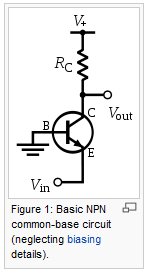 V+
RC
C
Vout
B
E
Vin
Figure 1: Basic NPN
common-base circuit
(neglecting biasing
details).